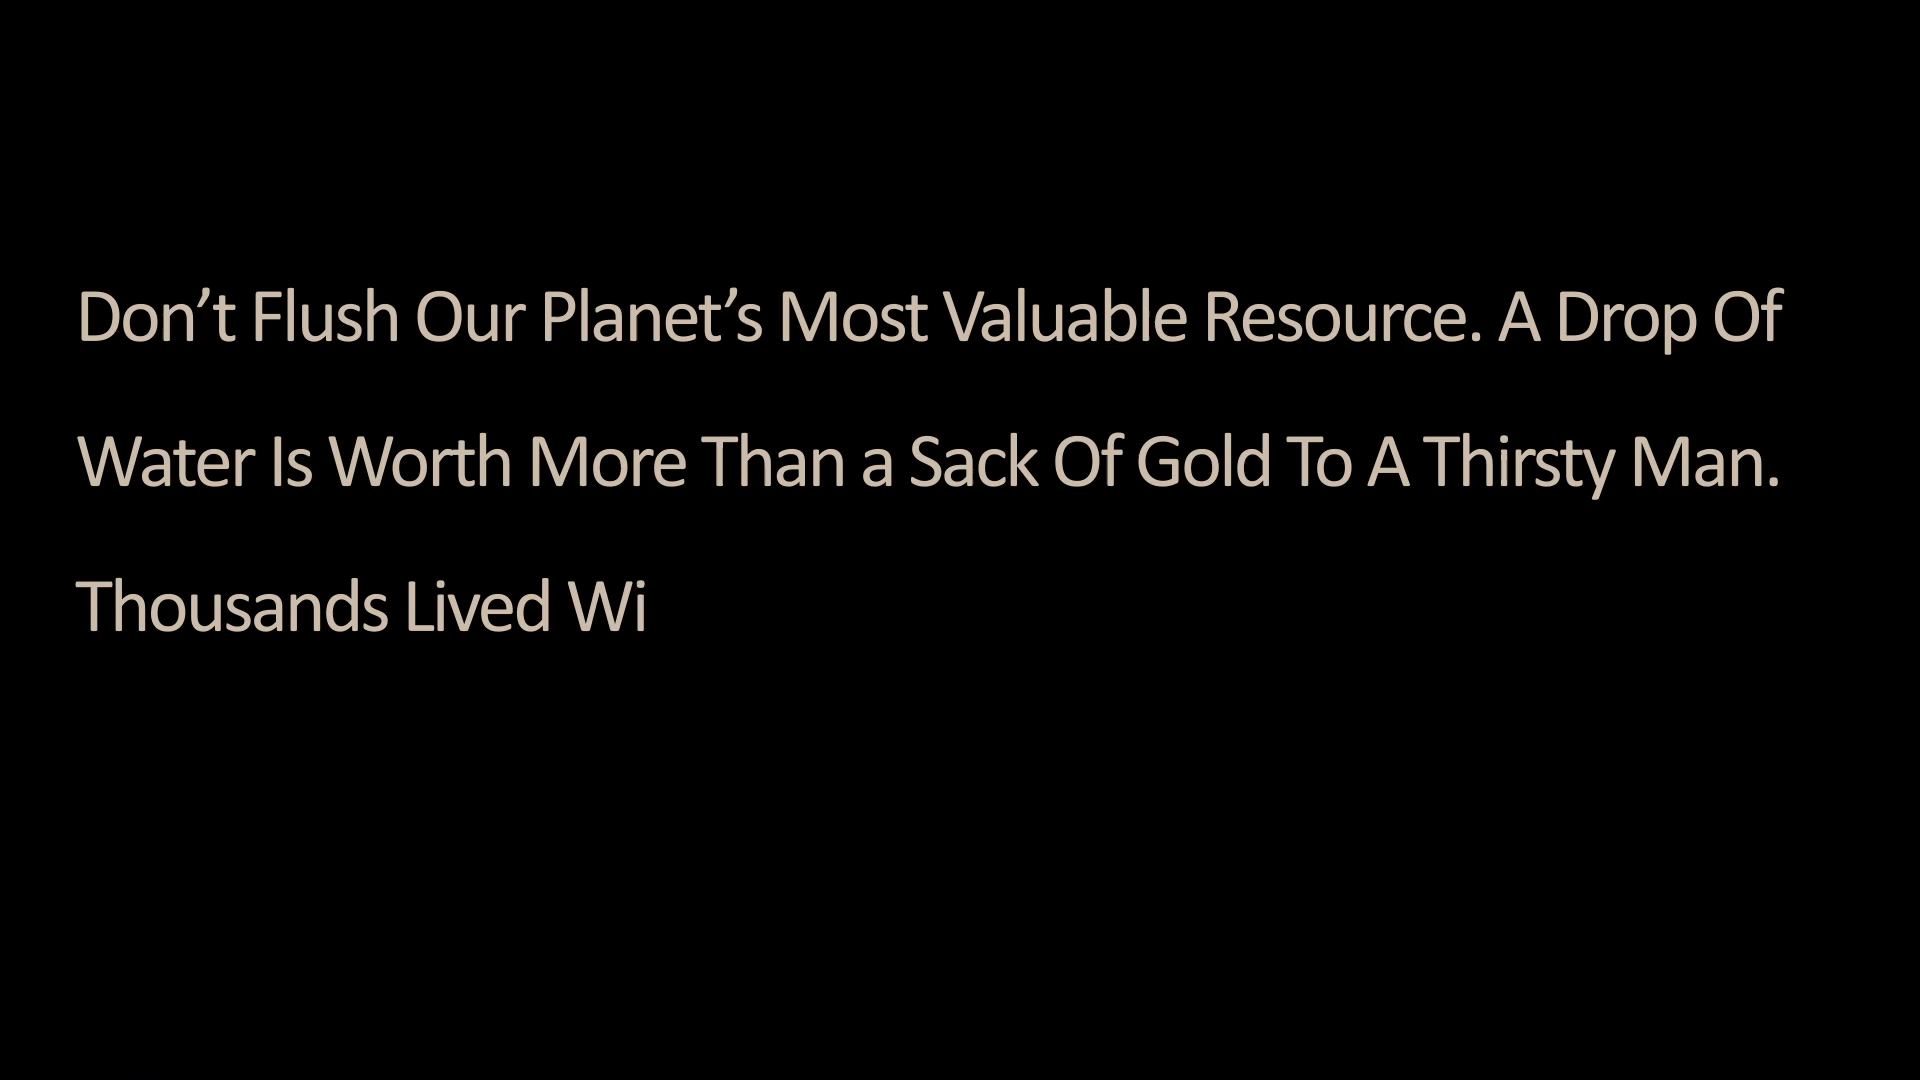 Don’t Flush Our Planet’s Most Valuable Resource. A Drop Of
Water Is Worth More Than a Sack Of Gold To A Thirsty Man.
Thousands Lived Wi